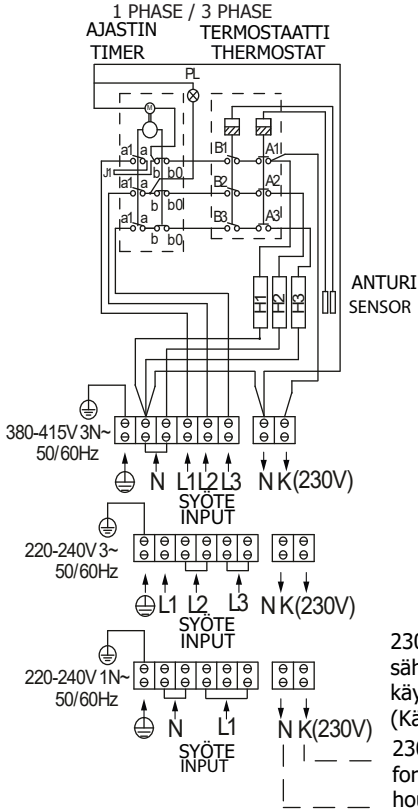 1 PHASE / 3 PHASE
AJASTIN
TIMER
TERMOSTAATTI
THERMOSTAT
PL
M
a1 a
b b0
J1
a1 a
b b0
a1 a
b b0
B1 A1
B2 A2
B3 A3
H1 H2 H3
ANTURI
SENSOR
380-415V 3N~
50/60Hz
N L1 L2 L3
SYÖTE
INPUT
N K(230V)
220-240V 3~
50/60Hz
L1 L2 L3
SYÖTE
INPUT
N K(230V)
220-240V 1N~
50/60Hz
N L1
SYÖTE
INPUT
N K(230V)
230
säh
käy
(Kä
230
for
hor